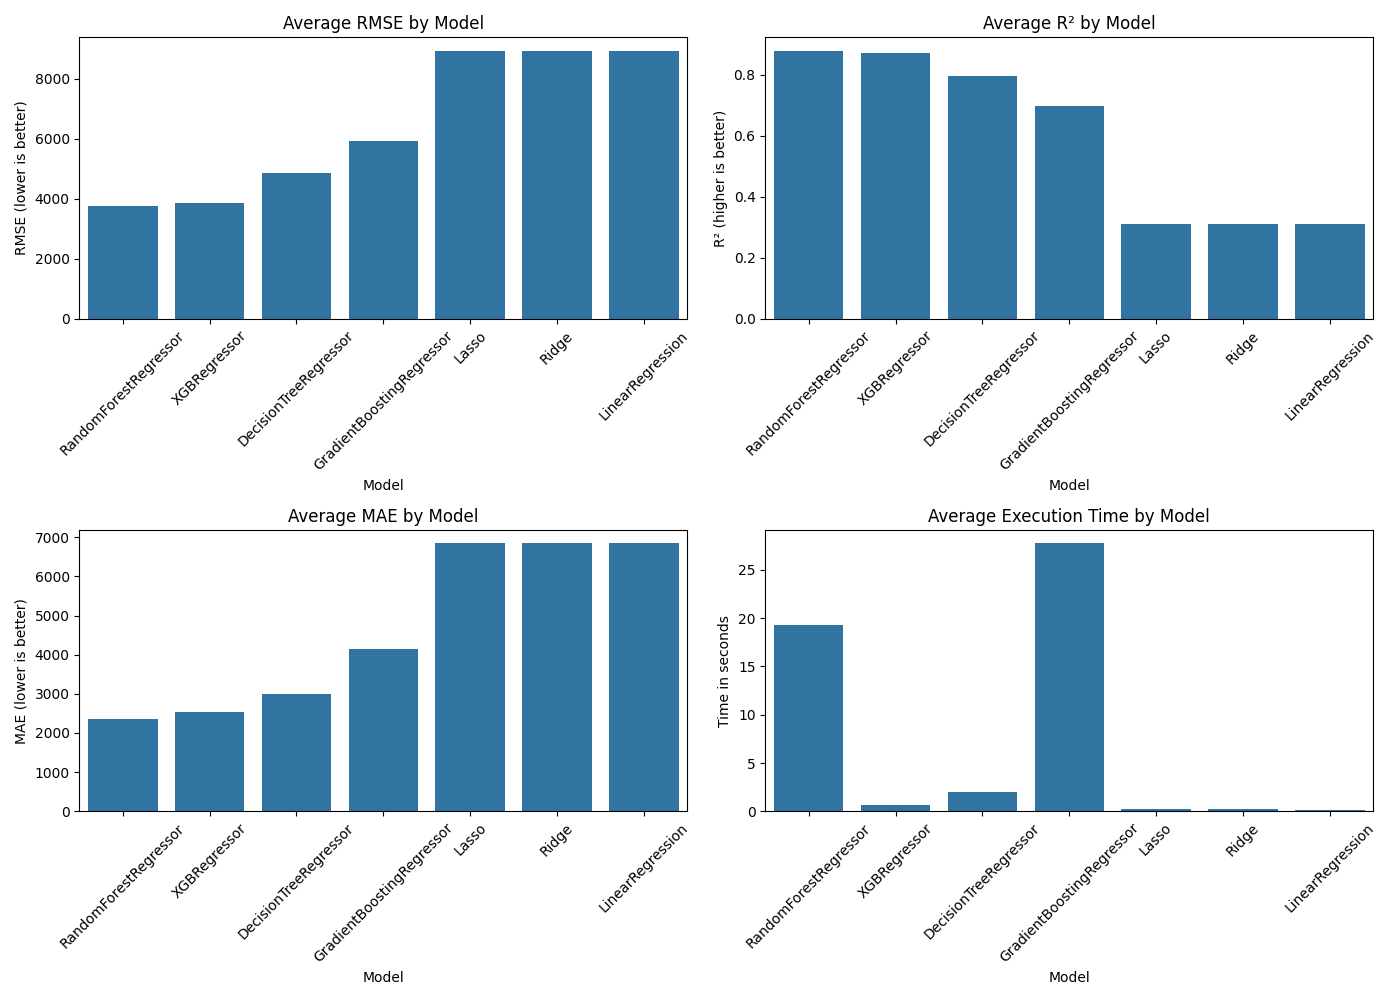 Average RMSE by Model
RMSE (lower is better)
8000
6000
4000
2000
0
RandomForestRegressor
XGBRegressor
DecisionTreeRegressor
GradientBoostingRegressor
Lasso
Ridge
LinearRegression
Model
Average R² by Model
R² (higher is better)
0.8
0.6
0.4
0.2
0.0
RandomForestRegressor
XGBRegressor
DecisionTreeRegressor
GradientBoostingRegressor
Lasso
Ridge
LinearRegression
Model
Average MAE by Model
MAE (lower is better)
7000
6000
5000
4000
3000
2000
1000
0
RandomForestRegressor
XGBRegressor
DecisionTreeRegressor
GradientBoostingRegressor
Lasso
Ridge
LinearRegression
Model
Average Execution Time by Model
Time in seconds
25
20
15
10
5
0
RandomForestRegressor
XGBRegressor
DecisionTreeRegressor
GradientBoostingRegressor
Lasso
Ridge
LinearRegression
Model